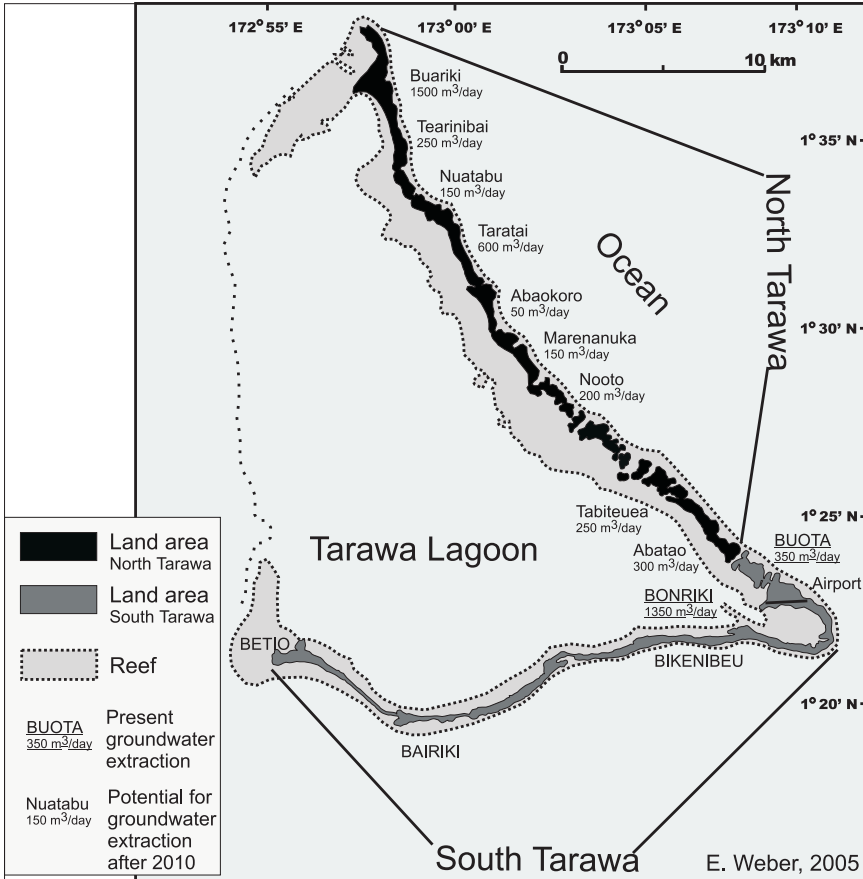 172° 55' E
173° 00' E
173° 05' E
173° 10' E
0
10 km
Buariki
1500 m3/day
Tearinibai
250 m3/day
1° 35' N
Nuatabu
150 m3/day
North Tarawa
Taratai
600 m3/day
Ocean
Abaokoro
50 m3/day
1° 30' N
Marenanuka
150 m3/day
Nooto
200 m3/day
Tabiteuea
250 m3/day
1° 25' N
Tarawa Lagoon
Abatao
300 m3/day
BUOTA
350 m3/day
Airport
BONRIKI
1350 m3/day
BETIO
BIKENIBEU
1° 20' N
BAIRIKI
South Tarawa
E. Weber, 2005
Land area
North Tarawa
Land area
South Tarawa
Reef
BUOTA
350 m3/day
Present
groundwater
extraction
Nuatabu
150 m3/day
Potential for
groundwater
extraction
after 2010